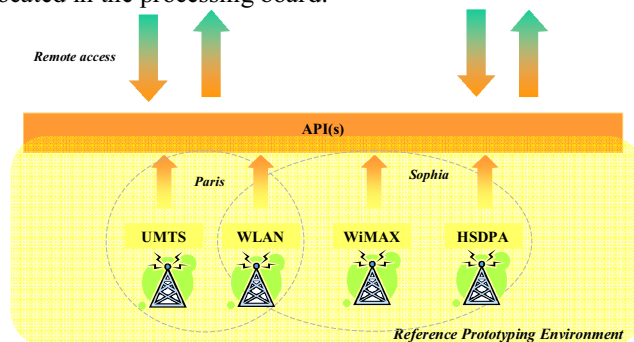 located in the processing board.
Remote access
API(s)
Paris
Sophia
UMTS WLAN WiMAX HSDPA
Reference Prototyping Environment